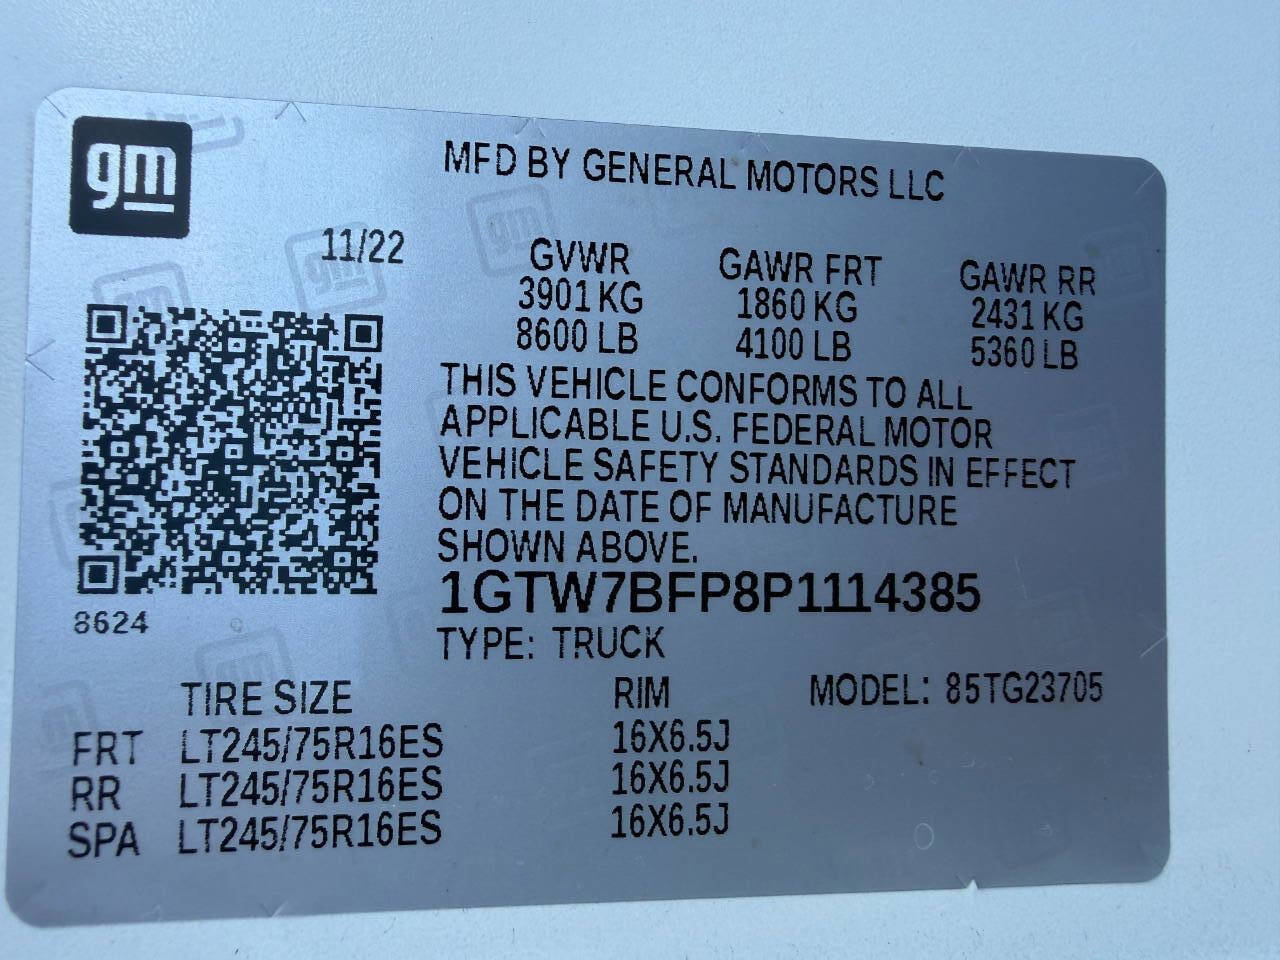 gm
MFD BY GENERAL MOTORS LLC
11/22
GVWR GAWR FRT GAWR RR
3901 KG 1860 KG 2431 KG
8600 LB 4100 LB 5360 LB
THIS VEHICLE CONFORMS TO ALL
APPLICABLE U.S. FEDERAL MOTOR
VEHICLE SAFETY STANDARDS IN EFFECT
ON THE DATE OF MANUFACTURE
SHOWN ABOVE.
1GTW7BFP8P1114385
8624
TYPE: TRUCK
TIRE SIZE RIM MODEL: 85TG23705
FRT LT245/75R16ES 16X6.5J
RR LT245/75R16ES 16X6.5J
SPA LT245/75R16ES 16X6.5J